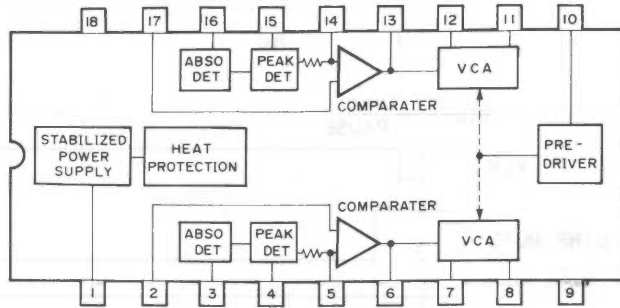 18 17 16 15 14 13 12 11 10
ABSO
DET
PEAK
DET
VCA
COMPARATER
STABILIZED
POWER
SUPPLY
HEAT
PROTECTION
PRE-
DRIVER
COMPARATER
ABSO
DET
PEAK
DET
VCA
1 2 3 4 5 6 7 8 9